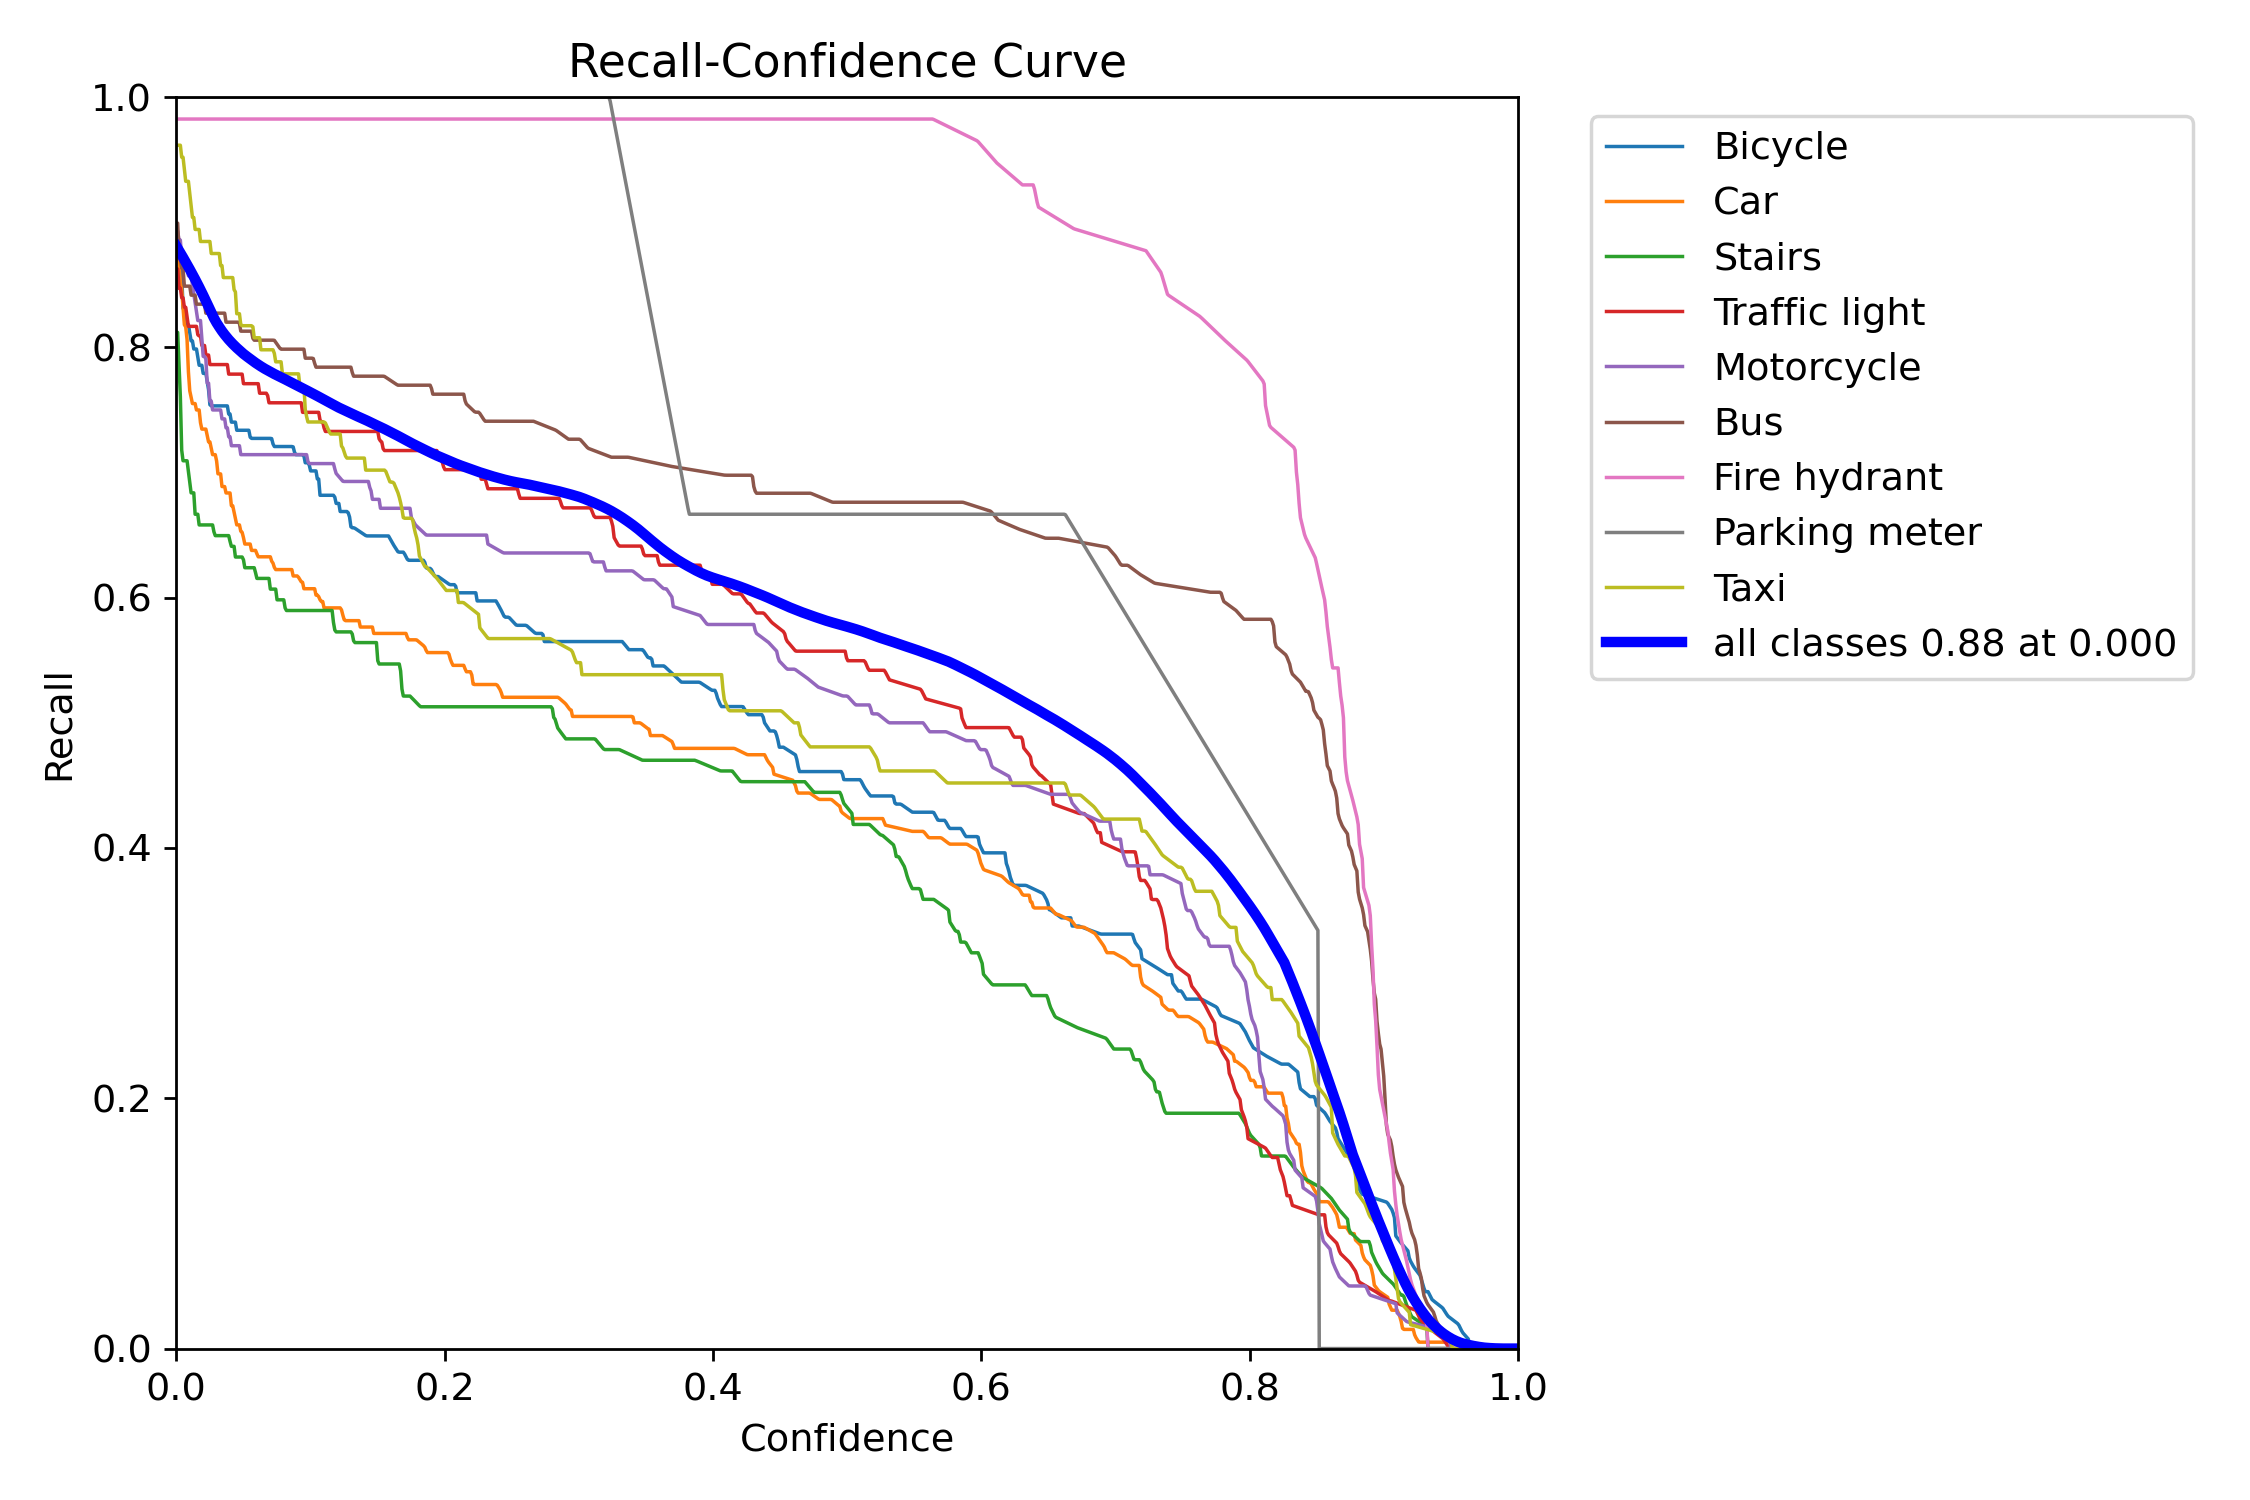 Recall-Confidence Curve
1.0
0.8
0.6
0.4
0.2
0.0
Recall
0.0 0.2 0.4 0.6 0.8 1.0
Confidence
Bicycle
Car
Stairs
Traffic light
Motorcycle
Bus
Fire hydrant
Parking meter
Taxi
all classes 0.88 at 0.000